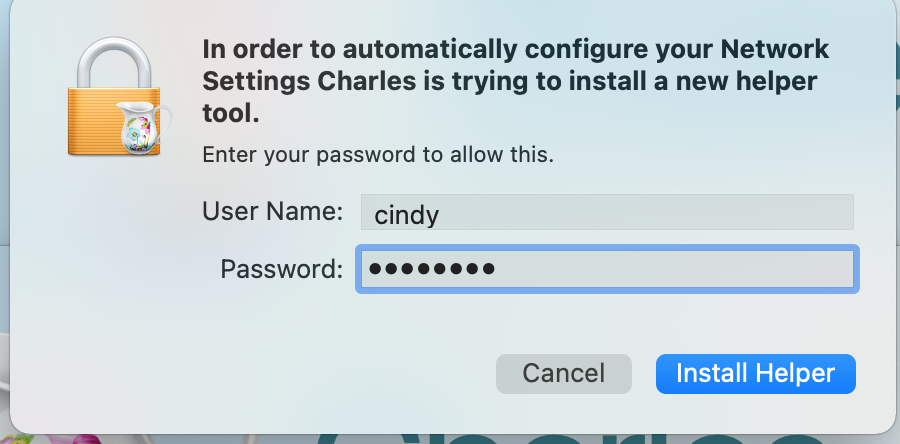 In order to automatically configure your Network
Settings Charles is trying to install a new helper
tool.
Enter your password to allow this.
User Name: cindy
Password: ••••••••
Cancel Install Helper
Charles